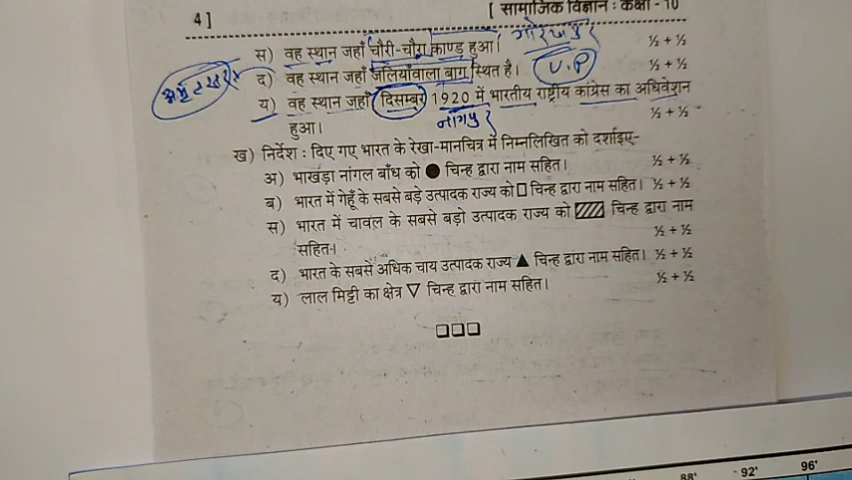 4 ]
[ सामाजिक विज्ञान : कक्षा - 10
स) वह स्थान जहाँ चौरी-चौरा काण्ड हुआ। गोरखपुर ½ + ½
द) वह स्थान जहाँ जलियाँवाला बाग स्थित है। U.P ½ + ½
अमृतसर
य) वह स्थान जहाँ दिसम्बर 1920 में भारतीय राष्ट्रीय कांग्रेस का अधिवेशन
हुआ। नागपुर ½ + ½
ख) निर्देश : दिए गए भारत के रेखा-मानचित्र में निम्नलिखित को दर्शाइए-
अ) भाखड़ा नांगल बाँध को ● चिन्ह द्वारा नाम सहित। ½ + ½
ब) भारत में गेहूँ के सबसे बड़े उत्पादक राज्य को □ चिन्ह द्वारा नाम सहित। ½ + ½
स) भारत में चावल के सबसे बड़ो उत्पादक राज्य को ▨ चिन्ह द्वारा नाम
सहित। ½ + ½
द) भारत के सबसे अधिक चाय उत्पादक राज्य ▲ चिन्ह द्वारा नाम सहित। ½ + ½
य) लाल मिट्टी का क्षेत्र ▽ चिन्ह द्वारा नाम सहित। ½ + ½
□□□
88' 92' 96'